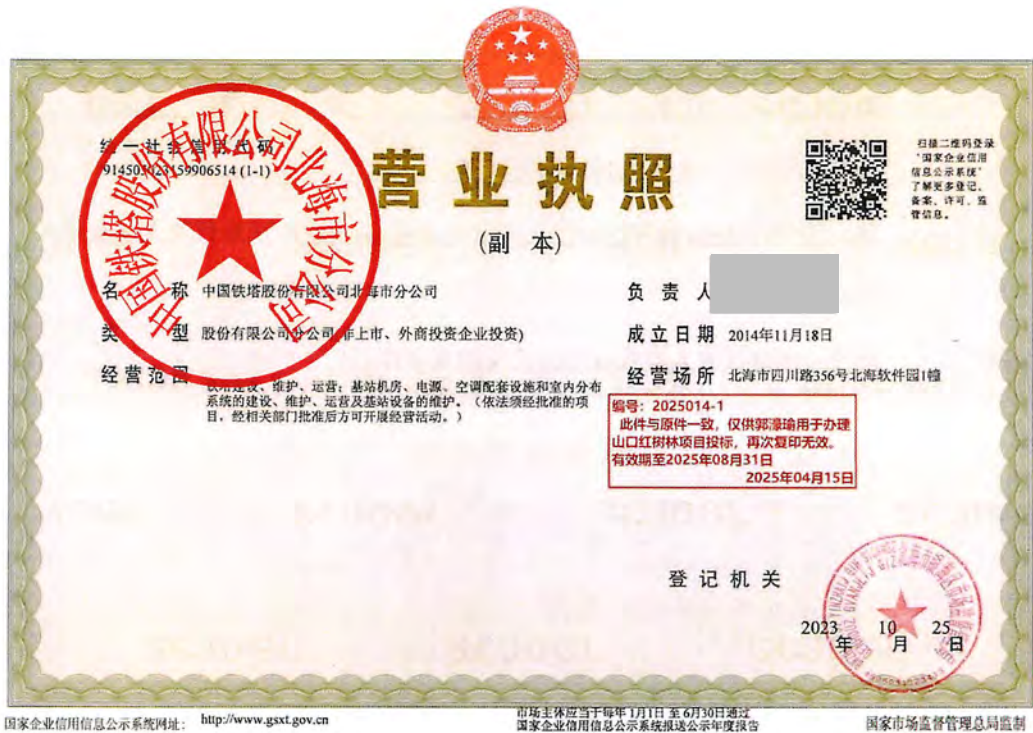 统一社会信用代码
914503023159906514 (1-1)
营业执照
(副 本)
扫描二维码登录
“国家企业信用
信息公示系统”
了解更多登记、
备案、许可、监
管信息。
中国铁塔股份有限公司北海市分公司
名 称 中国铁塔股份有限公司北海市分公司
类 型 股份有限公司分公司(非上市、外商投资企业投资)
经营范围 铁塔建设、维护、运营；基站机房、电源、空调配套设施和室内分布
系统的建设、维护、运营及基站设备的维护。（依法须经批准的项
目，经相关部门批准后方可开展经营活动。）
负 责 人
成立日期 2014年11月18日
经营场所 北海市四川路356号北海软件园1幢
编号：2025014-1
此件与原件一致，仅供郭濠瑜用于办理
山口红树林项目投标，再次复印无效。
有效期至2025年08月31日
2025年04月15日
登记机关
2023年 10月 25日
国家企业信用信息公示系统网址： http://www.gsxt.gov.cn
市场主体应当于每年 1月1日 至 6月30日通过
国家企业信用信息公示系统报送公示年度报告
国家市场监督管理总局监制